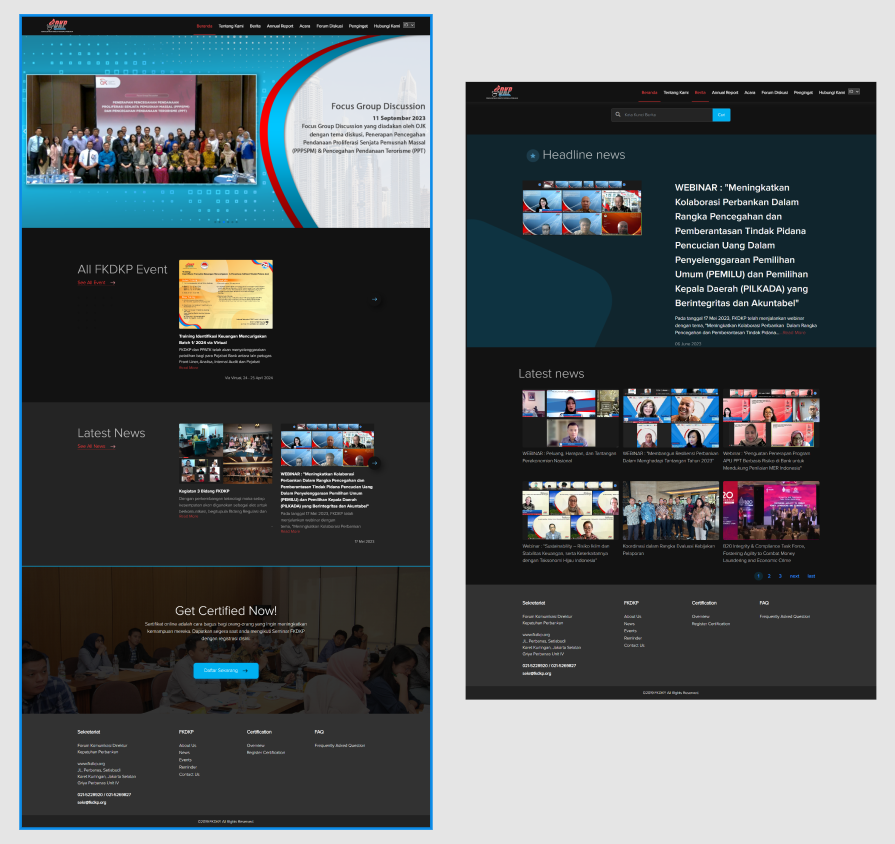 FKDKP
Beranda Tentang Kami Berita Annual Report Acara Forum Diskusi Pengingat Hubungi Kami
Focus Group Discussion
11 September 2023
Focus Group Discussion yang diadakan oleh OJK
dengan tema diskusi, Penerapan Pencegahan
Pendanaan Proliferasi Senjata Pemusnah Massal
(PPPSPM) & Pencegahan Pendanaan Terorisme (PPT)
All FKDKP Event
See All Event
Training Identifikasi Keuangan Mencurigakan
Batch 1/ 2024 via Virtual
FKDKP dan PPATK telah akan menyelenggarakan
pelatihan bagi para Pejabat Bank antara lain petugas
Front Liner, Analisis, Internal Audit dan Pejabat
Read More
Via Virtual, 24 - 25 April 2024
Latest News
See All News
Kegiatan 3 Bidang FKDKP
Dengan perkembangan teknologi maka setiap
Read More
WEBINAR : "Meningkatkan Kolaborasi
Perbankan Dalam Rangka Pencegahan dan
Pemberantasan Tindak Pidana Pencucian Uang
Dalam Penyelenggaraan Pemilihan Umum
(PEMILU) dan Pemilihan Kepala Daerah
(PILKADA) yang Berintegritas dan Akuntabel"
Pada tanggal 17 Mei 2023, FKDKP telah
menjalankan webinar dengan
tema, "Meningkatkan Kolaborasi Perbankan
Read More
17 Mei 2023
Get Certified Now!
Sertifikat online adalah cara bagus bagi orang-orang yang ingin meningkatkan
kemampuan mereka. Dapatkan segera saat anda mengikuti Seminar FKDKP
dengan registrasi disini.
Daftar Sekarang
Sekretariat FKDKP Certification FAQ
Forum Komunikasi Direktur About Us Overview Frequently Asked Question
Kepatuhan Perbankan News Register Certification
Events
www.fkdkp.org Reminder
JL. Perbanas, Setiabudi Contact Us
Karet Kuningan, Jakarta Selatan
Griya Perbanas Unit IV
021-5228920 / 021-5269827
sekr@fkdkp.org
©2019 FKDKP. All Rights Reserved.
FKDKP
Beranda Tentang Kami Berita Annual Report Acara Forum Diskusi Pengingat Hubungi Kami
Kata Kunci Berita Cari
Headline news
WEBINAR : "Meningkatkan
Kolaborasi Perbankan Dalam
Rangka Pencegahan dan
Pemberantasan Tindak Pidana
Pencucian Uang Dalam
Penyelenggaraan Pemilihan
Umum (PEMILU) dan Pemilihan
Kepala Daerah (PILKADA) yang
Berintegritas dan Akuntabel"
Pada tanggal 17 Mei 2023, FKDKP telah menjalankan webinar
dengan tema, "Meningkatkan Kolaborasi Perbankan Dalam Rangka
Pencegahan dan Pemberantasan Tindak Pidana... Read More
05 June 2023
Latest news
WEBINAR : Peluang, Harapan, dan Tantangan
Perekonomian Nasional
WEBINAR : "Membangun Resiliensi Perbankan
Dalam Menghadapi Tantangan Tahun 2023"
Webinar : "Penguatan Penerapan Program
APU PPT Berbasis Risiko di Bank untuk
Mendukung Penilaian MER Indonesia"
Webinar : "Sustainability – Risiko Iklim dan
Stabilitas Keuangan, serta Keterkaitannya
dengan Taxonomi Hijau Indonesia"
Koordinasi dalam Rangka Evaluasi Kebijakan
Pelaporan
B20 Integrity & Compliance Task Force,
Fostering Agility to Combat Money
Laundering and Economic Crime
1 2 3 next last
Sekretariat FKDKP Certification FAQ
Forum Komunikasi Direktur About Us Overview Frequently Asked Question
Kepatuhan Perbankan News Register Certification
Events
www.fkdkp.org Reminder
JL. Perbanas, Setiabudi Contact Us
Karet Kuningan, Jakarta Selatan
Griya Perbanas Unit IV
021-5228920 / 021-5269827
sekr@fkdkp.org
©2019 FKDKP. All Rights Reserved.